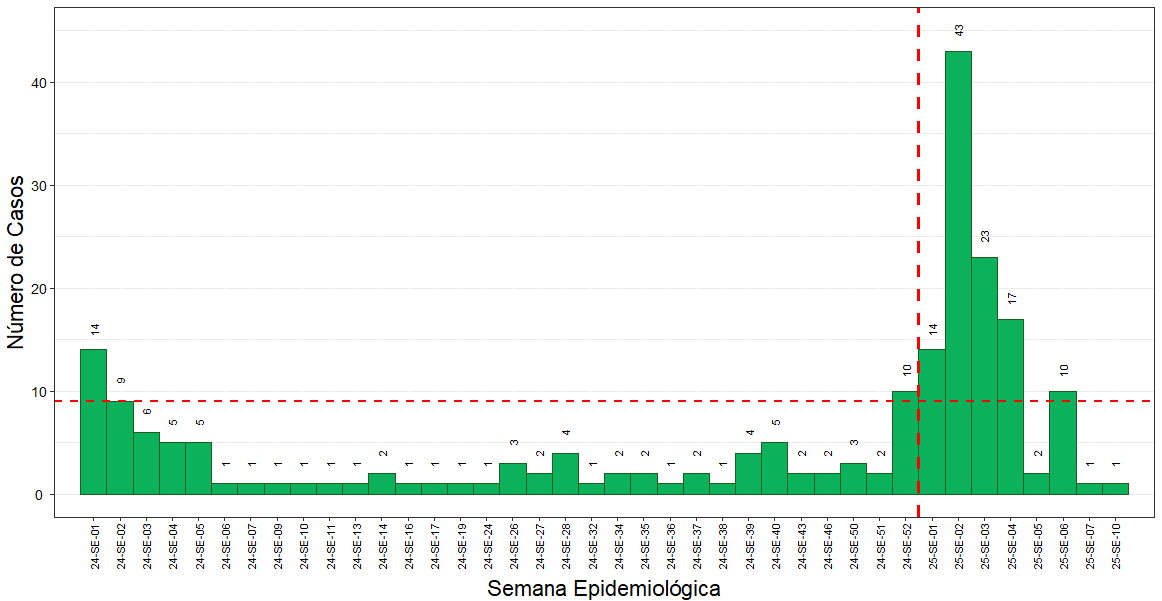 Número de Casos
40
30
20
10
0
14
9
6
5
5
1
1
1
1
1
1
2
1
1
1
1
3
2
4
1
2
2
1
2
1
4
5
2
2
3
2
10
14
43
23
17
2
10
1
1
24-SE-01
24-SE-02
24-SE-03
24-SE-04
24-SE-05
24-SE-06
24-SE-07
24-SE-09
24-SE-10
24-SE-11
24-SE-13
24-SE-14
24-SE-16
24-SE-17
24-SE-19
24-SE-24
24-SE-26
24-SE-27
24-SE-28
24-SE-32
24-SE-34
24-SE-35
24-SE-36
24-SE-37
24-SE-38
24-SE-39
24-SE-40
24-SE-43
24-SE-46
24-SE-50
24-SE-51
24-SE-52
25-SE-01
25-SE-02
25-SE-03
25-SE-04
25-SE-05
25-SE-06
25-SE-07
25-SE-10
Semana Epidemiológica